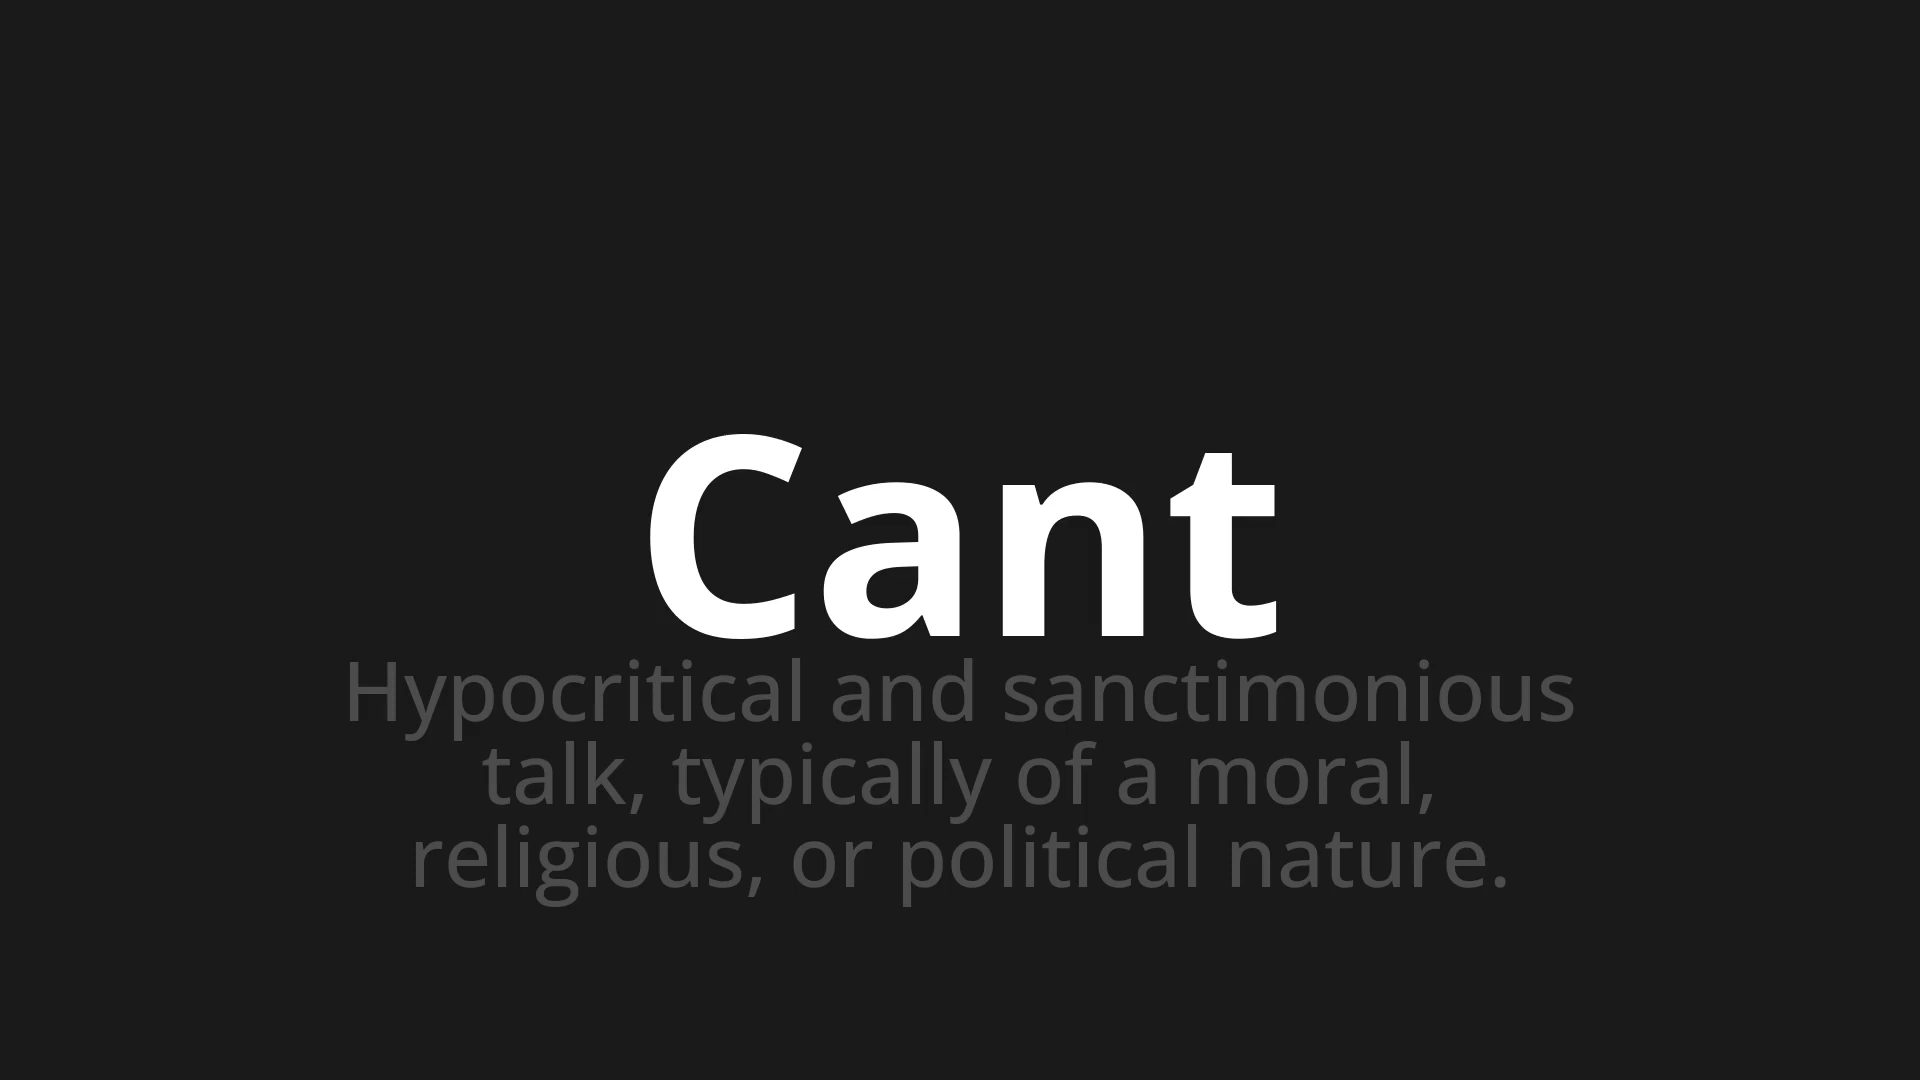 Cant
Hypocritical and sanctimonious
talk, typically of a moral,
religious, or political nature.